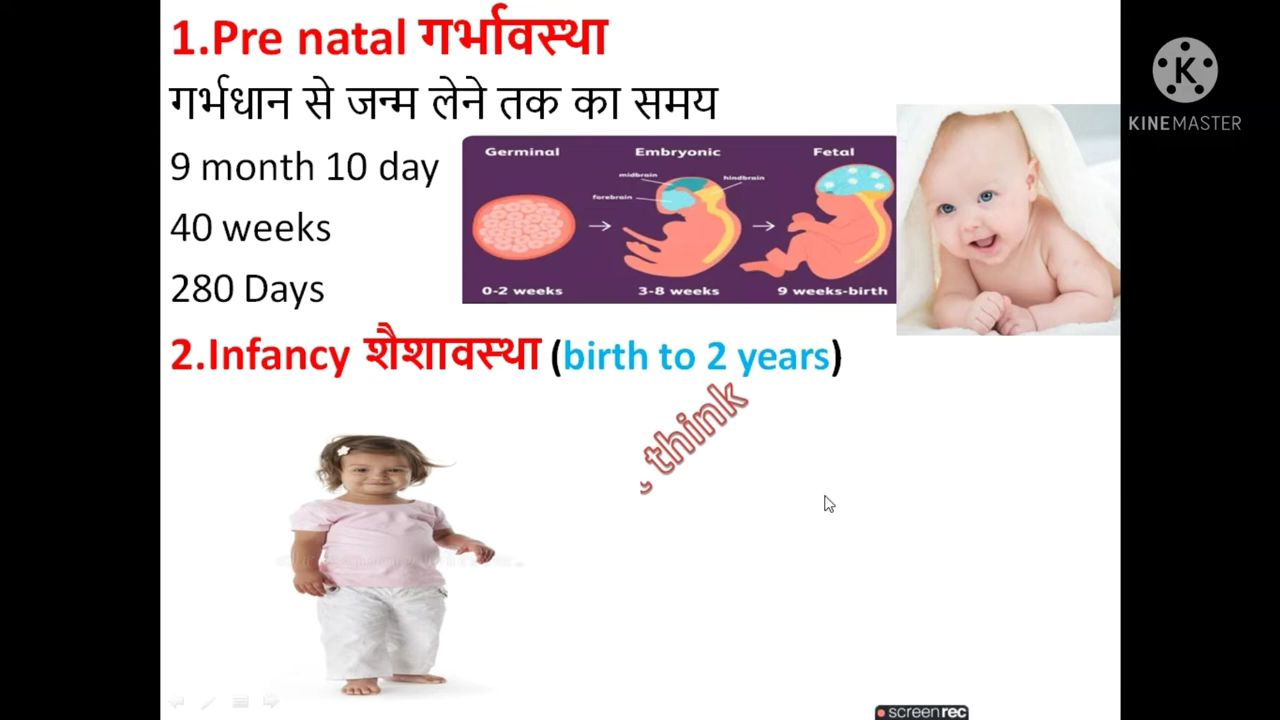 1.Pre natal गर्भावस्था
गर्भधान से जन्म लेने तक का समय
9 month 10 day
40 weeks
280 Days
Germinal
Embryonic
Fetal
midbrain
hindbrain
forebrain
0-2 weeks
3-8 weeks
9 weeks-birth
K
KINEMASTER
2.Infancy शैशावस्था (birth to 2 years)
think
screenrec